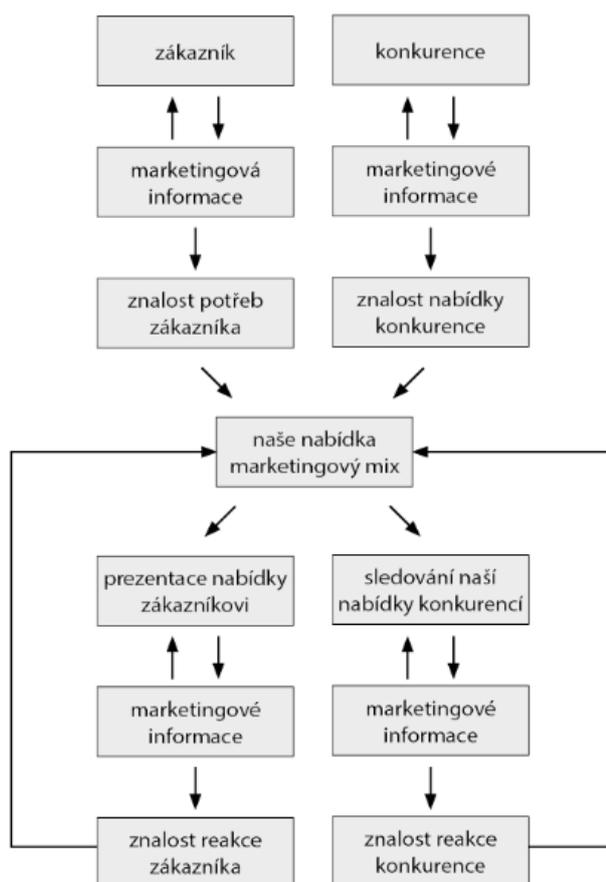 zákazník
konkurence
marketingová
informace
marketingové
informace
znalost potřeb
zákazníka
znalost nabídky
konkurence
naše nabídka
marketingový mix
prezentace nabídky
zákazníkovi
sledování naší
nabídky konkurencí
marketingové
informace
marketingové
informace
znalost reakce
zákazníka
znalost reakce
konkurence